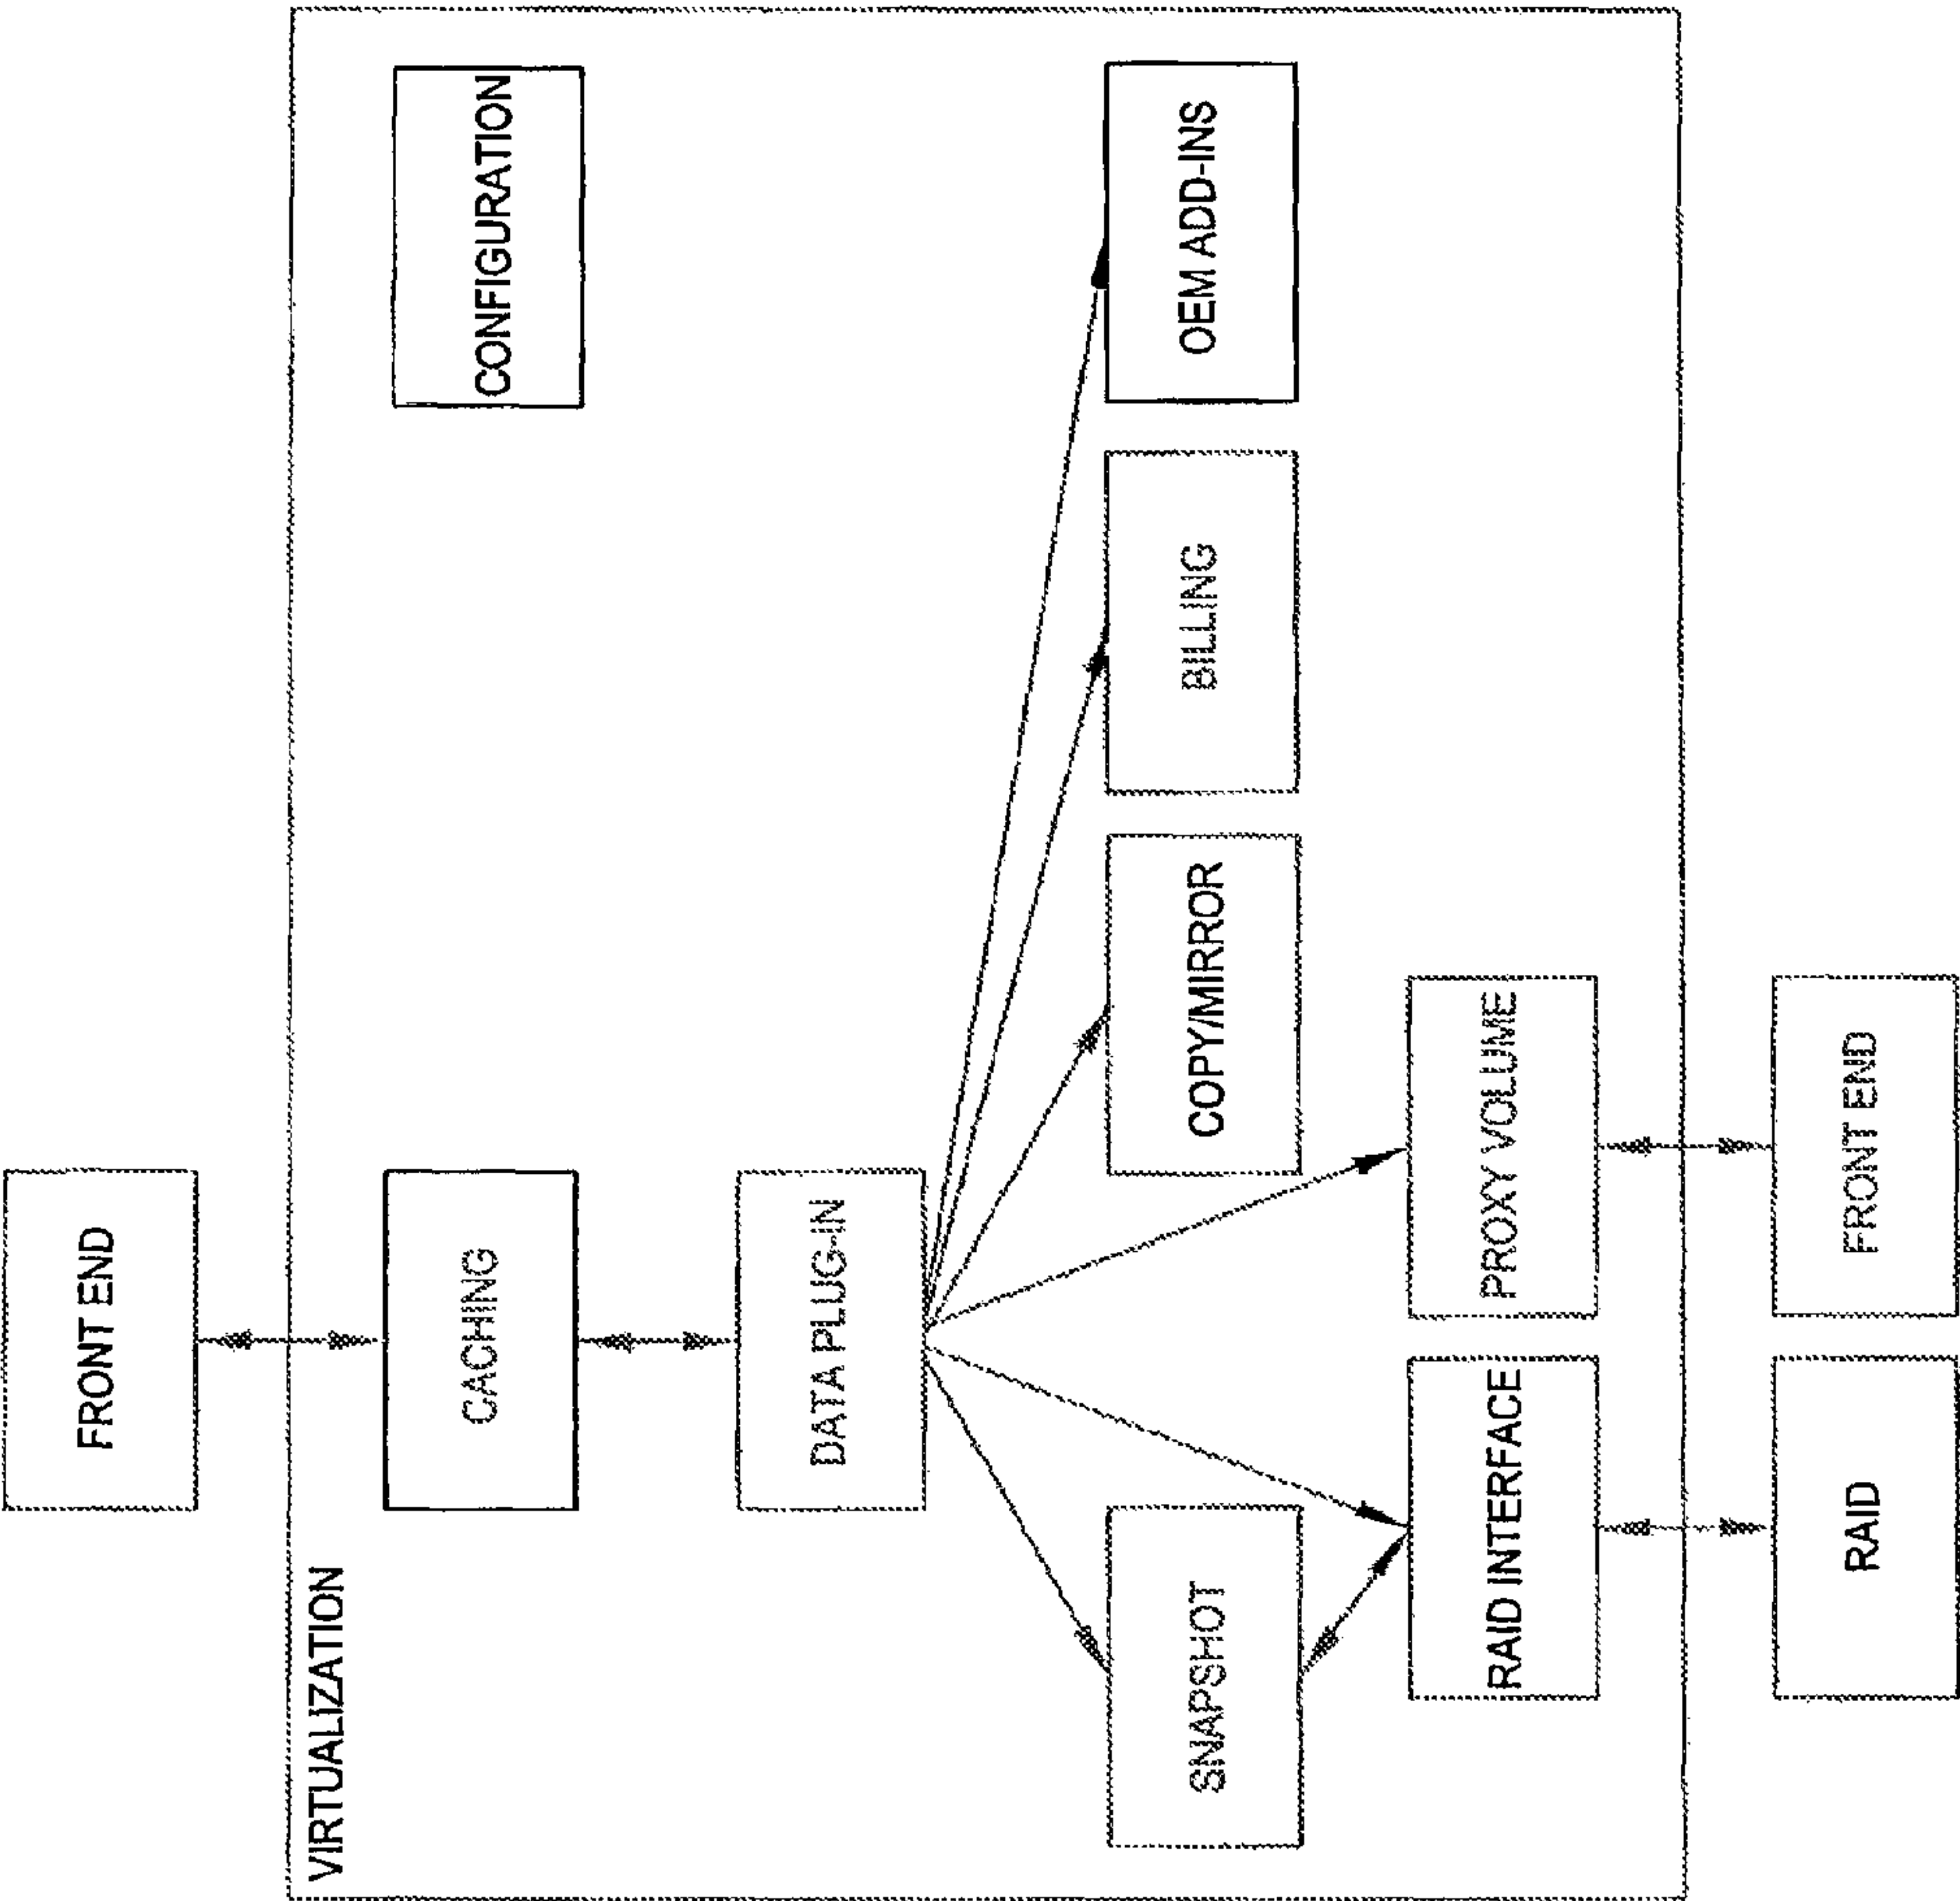 FRONT END
VIRTUALIZATION
CACHING
CONFIGURATION
DATA PLUG-IN
SNAPSHOT
COPY/MIRROR
BILLING
OEM ADD-INS
RAID INTERFACE
PROXY VOLUME
RAID
FRONT END